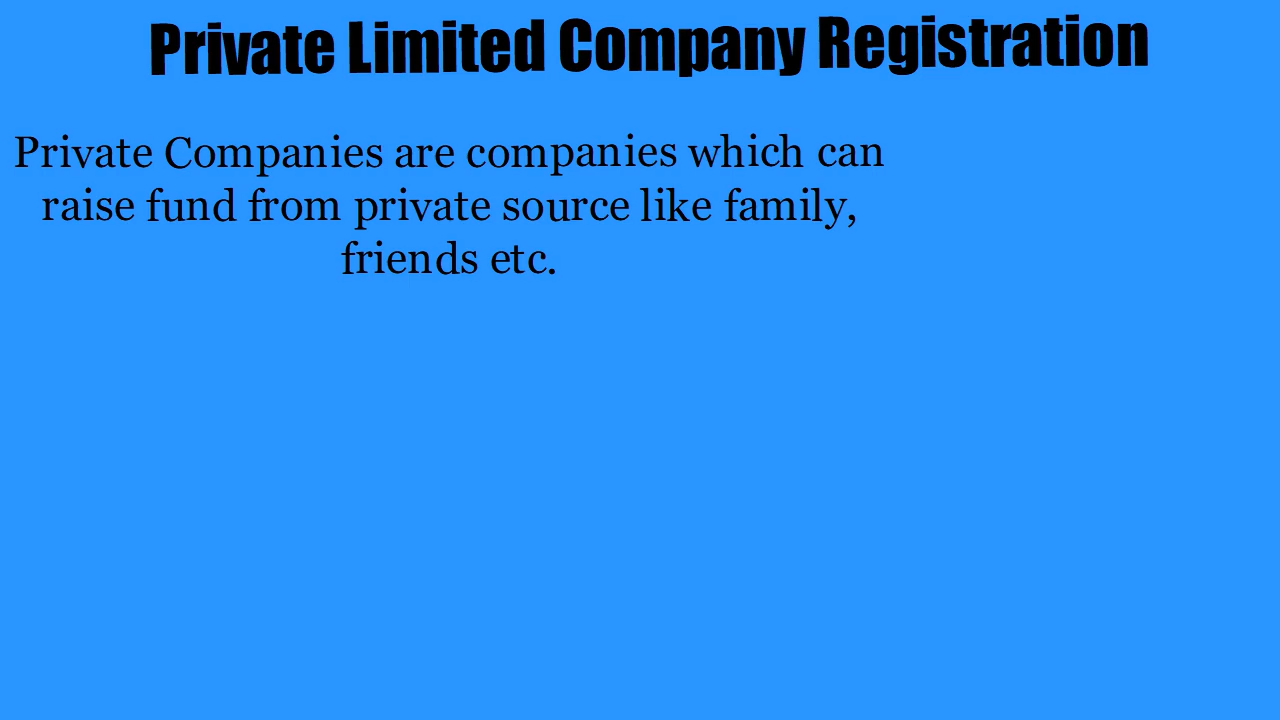 Private Limited Company Registration
Private Companies are companies which can
raise fund from private source like family,
friends etc.